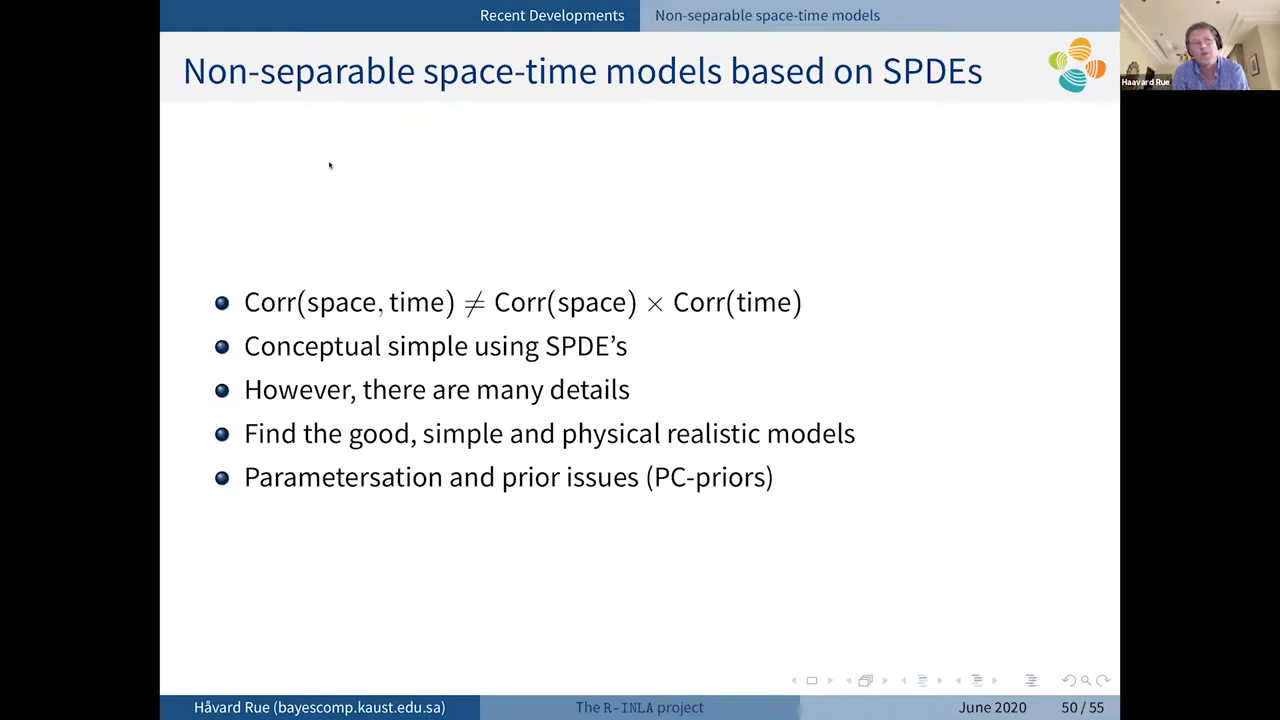 Recent Developments
Non-separable space-time models
Non-separable space-time models based on SPDEs
Haavard Rue
Corr(space, time) ≠ Corr(space) × Corr(time)
Conceptual simple using SPDE's
However, there are many details
Find the good, simple and physical realistic models
Parametersation and prior issues (PC-priors)
Håvard Rue (bayescomp.kaust.edu.sa)
The R-INLA project
June 2020
50 / 55